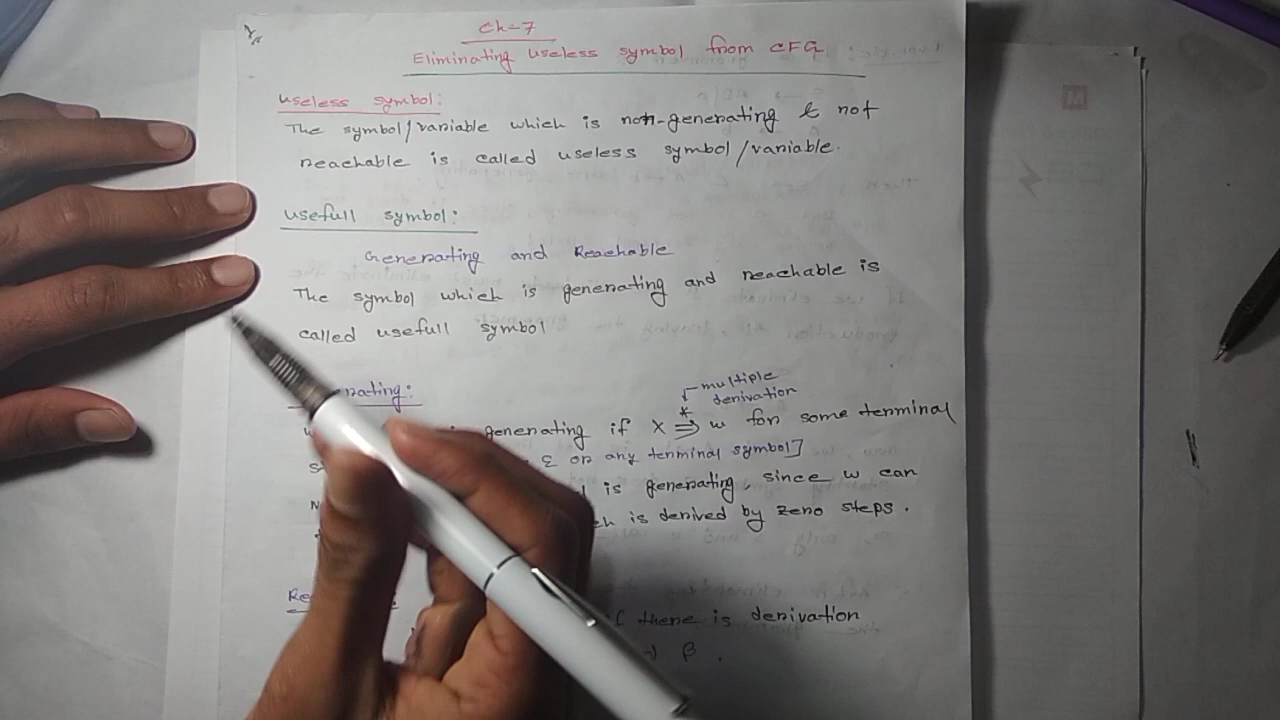 Ch-7
Eliminating useless symbol from CFG
useless symbol:
The symbol/variable which is non-generating & not
reachable is called useless symbol/variable.
usefull symbol:
Generating and Reachable
The symbol which is generating and reachable is
called usefull symbol
multiple
derivation
rating:
generating if X ⇒* w for some terminal
ε or any terminal symbol]
is generating, since w can
is derived by zero steps.
Re
if there is derivation
β.